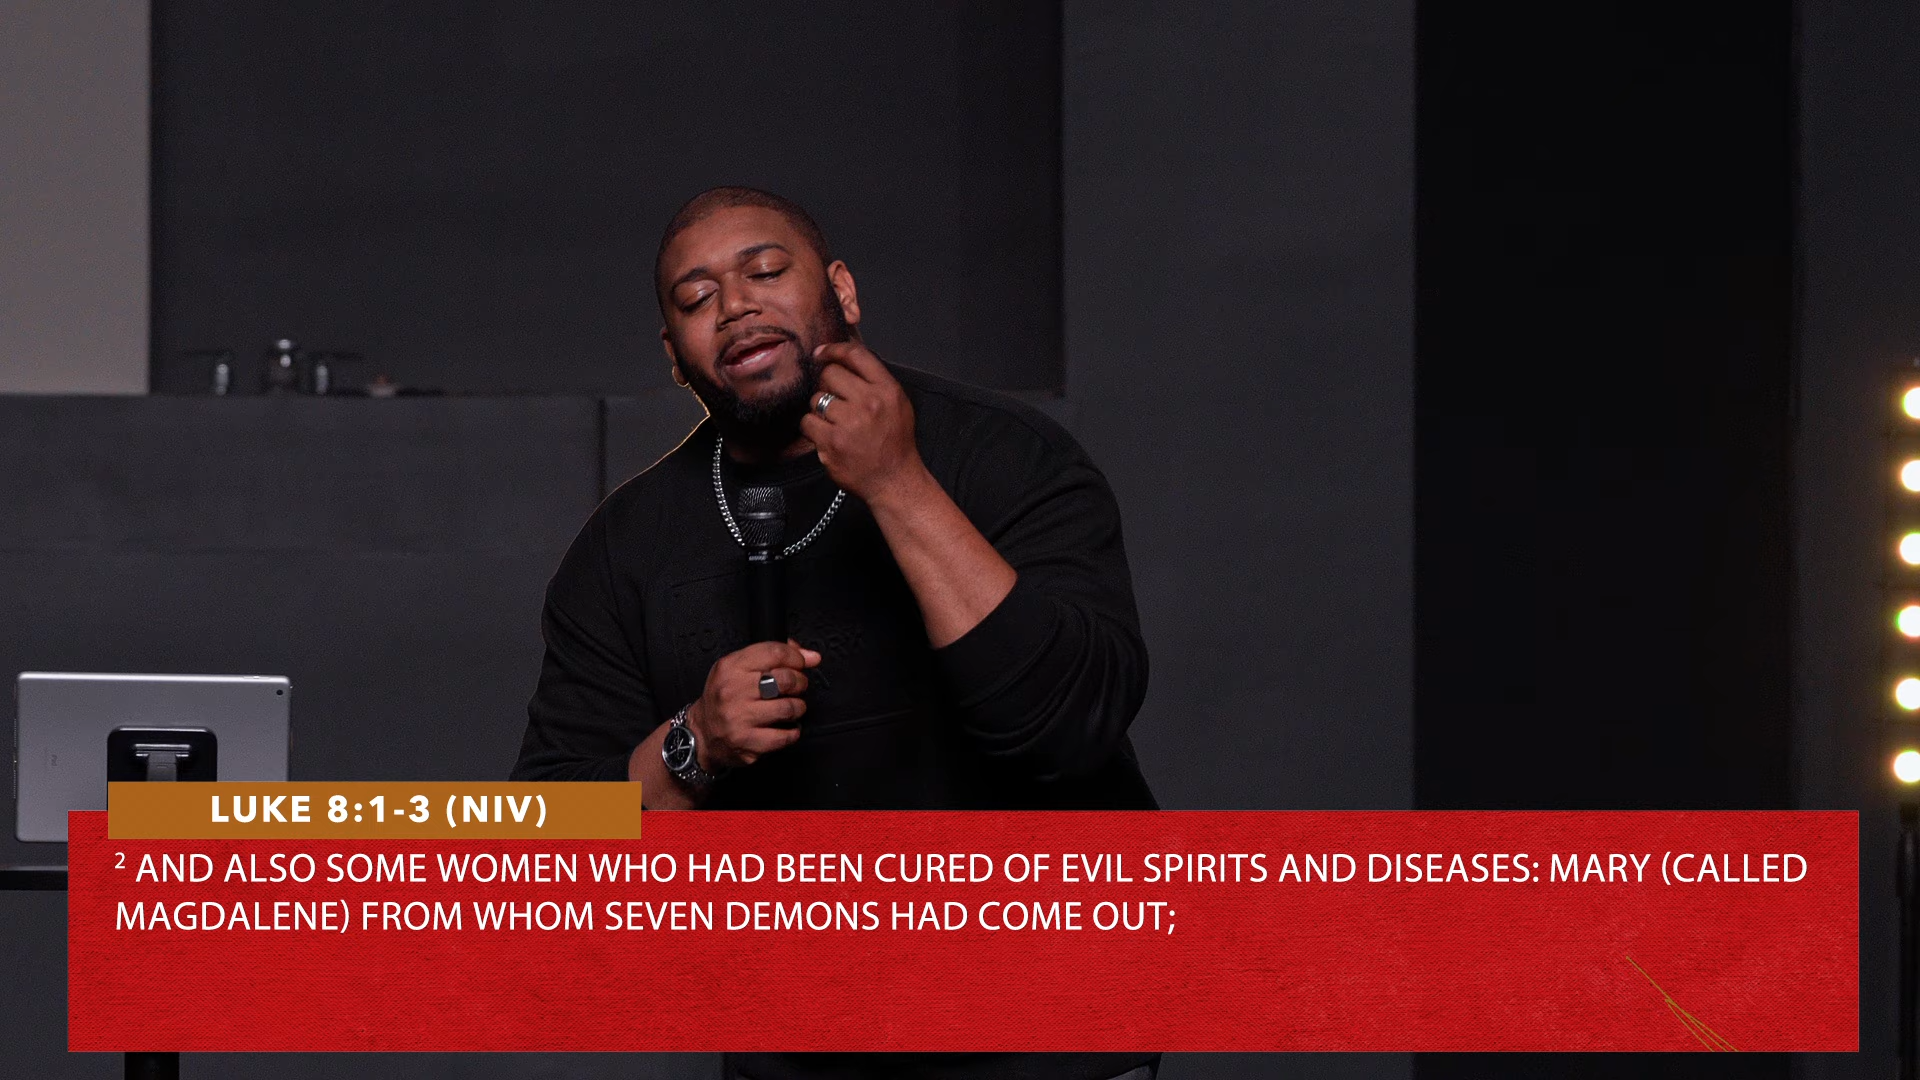 LUKE 8:1-3 (NIV)
² AND ALSO SOME WOMEN WHO HAD BEEN CURED OF EVIL SPIRITS AND DISEASES: MARY (CALLED
MAGDALENE) FROM WHOM SEVEN DEMONS HAD COME OUT;